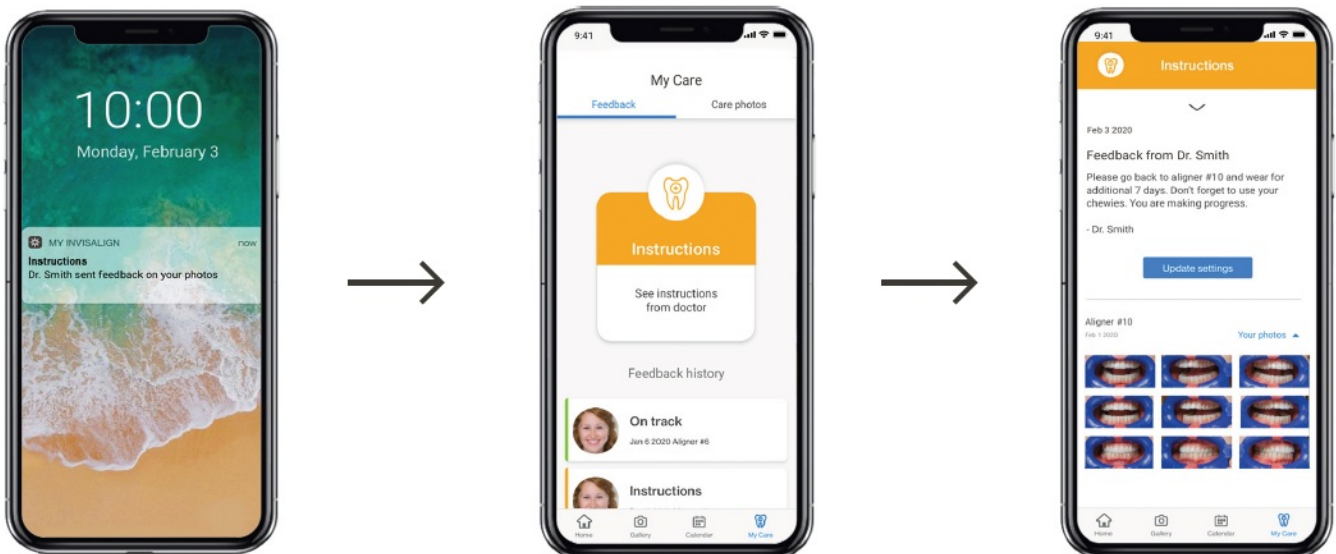 10:00
Monday, February 3
MY INVISALIGN now
Instructions
Dr. Smith sent feedback on your photos
9:41
My Care
Feedback Care photos
Instructions
See instructions
from doctor
Feedback history
On track
Jan 6 2020 Aligner #6
Instructions
Home Gallery Calendar My Care
9:41
Instructions
Feb 3 2020
Feedback from Dr. Smith
Please go back to aligner #10 and wear for
additional 7 days. Don't forget to use your
chewies. You are making progress.
- Dr. Smith
Update settings
Aligner #10
Feb 1 2020 Your photos
Home Gallery Calendar My Care